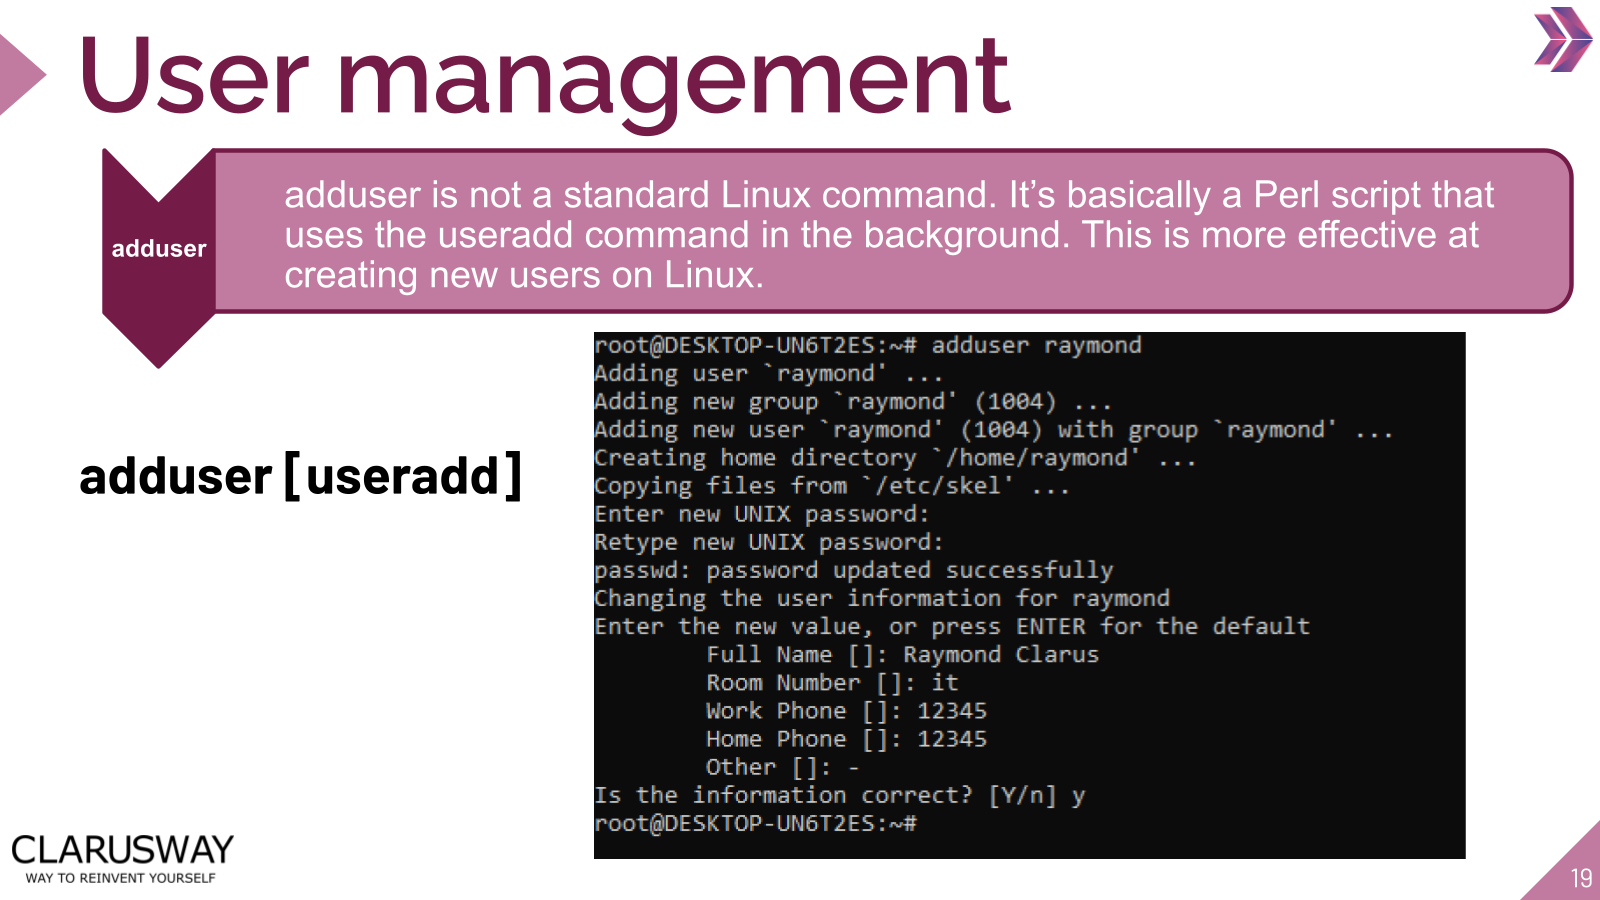 User management
adduser
adduser is not a standard Linux command. It’s basically a Perl script that
uses the useradd command in the background. This is more effective at
creating new users on Linux.
adduser [useradd]
root@DESKTOP-UN6T2ES:~# adduser raymond
Adding user `raymond' ...
Adding new group `raymond' (1004) ...
Adding new user `raymond' (1004) with group `raymond' ...
Creating home directory `/home/raymond' ...
Copying files from `/etc/skel' ...
Enter new UNIX password:
Retype new UNIX password:
passwd: password updated successfully
Changing the user information for raymond
Enter the new value, or press ENTER for the default
Full Name []: Raymond Clarus
Room Number []: it
Work Phone []: 12345
Home Phone []: 12345
Other []: -
Is the information correct? [Y/n] y
root@DESKTOP-UN6T2ES:~#
CLARUSWAY
WAY TO REINVENT YOURSELF
19